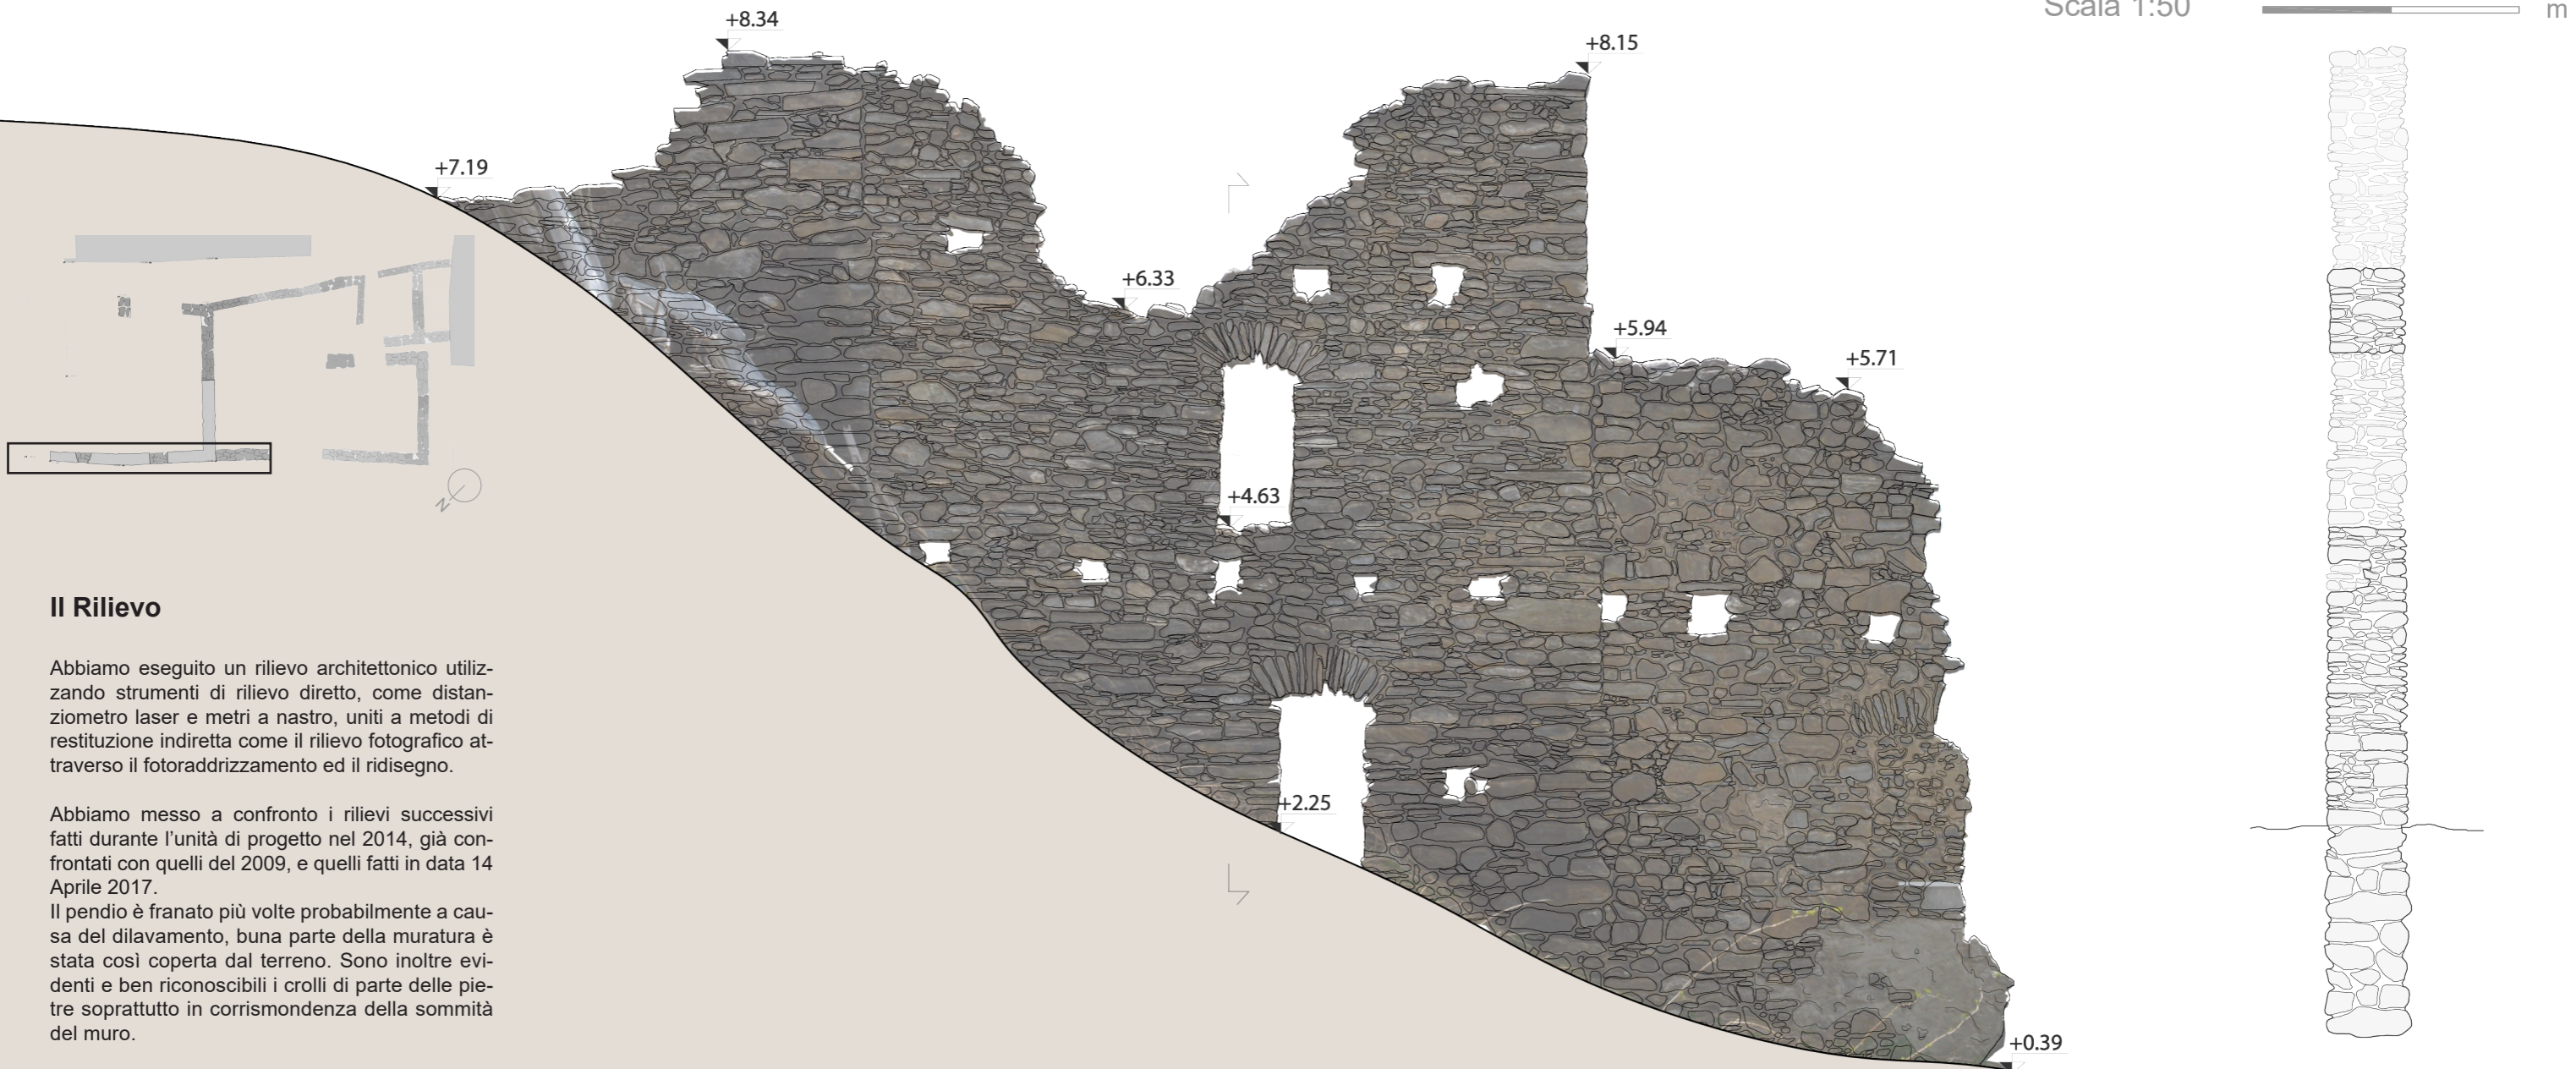 Scala 1:50
m
+8.34
+8.15
+7.19
+6.33
+5.94
+5.71
+4.63
+2.25
+0.39
N
Il Rilievo
Abbiamo eseguito un rilievo architettonico utiliz-
zando strumenti di rilievo diretto, come distan-
ziometro laser e metri a nastro, uniti a metodi di
restituzione indiretta come il rilievo fotografico at-
traverso il fotoraddrizzamento ed il ridisegno.
Abbiamo messo a confronto i rilievi successivi
fatti durante l'unità di progetto nel 2014, già con-
frontati con quelli del 2009, e quelli fatti in data 14
Aprile 2017.
Il pendio è franato più volte probabilmente a cau-
sa del dilavamento, buna parte della muratura è
stata così coperta dal terreno. Sono inoltre evi-
denti e ben riconoscibili i crolli di parte delle pie-
tre soprattutto in corrismondenza della sommità
del muro.